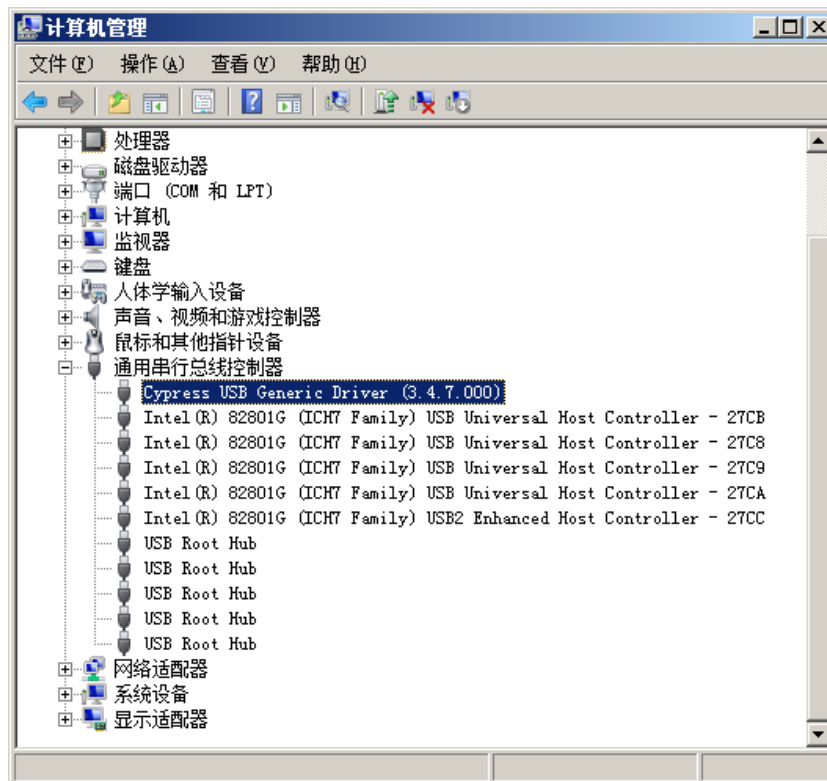 计算机管理
文件(F) 操作(A) 查看(V) 帮助(H)
处理器
磁盘驱动器
端口 (COM 和 LPT)
计算机
监视器
键盘
人体学输入设备
声音、视频和游戏控制器
鼠标和其他指针设备
通用串行总线控制器
Cypress USB Generic Driver (3.4.7.000)
Intel(R) 82801G (ICH7 Family) USB Universal Host Controller - 27CB
Intel(R) 82801G (ICH7 Family) USB Universal Host Controller - 27C8
Intel(R) 82801G (ICH7 Family) USB Universal Host Controller - 27C9
Intel(R) 82801G (ICH7 Family) USB Universal Host Controller - 27CA
Intel(R) 82801G (ICH7 Family) USB2 Enhanced Host Controller - 27CC
USB Root Hub
USB Root Hub
USB Root Hub
USB Root Hub
USB Root Hub
网络适配器
系统设备
显示适配器